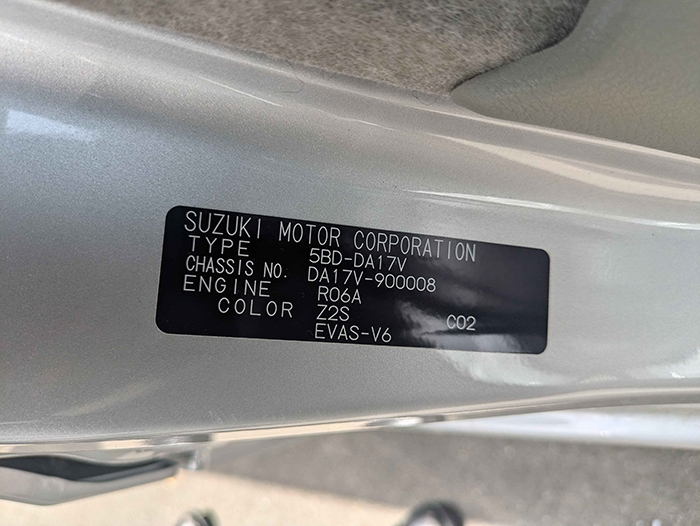 SUZUKI MOTOR CORPORATION
TYPE 5BD-DA17V
CHASSIS NO. DA17V-900008
ENGINE R06A
COLOR Z2S C02
EVAS-V6